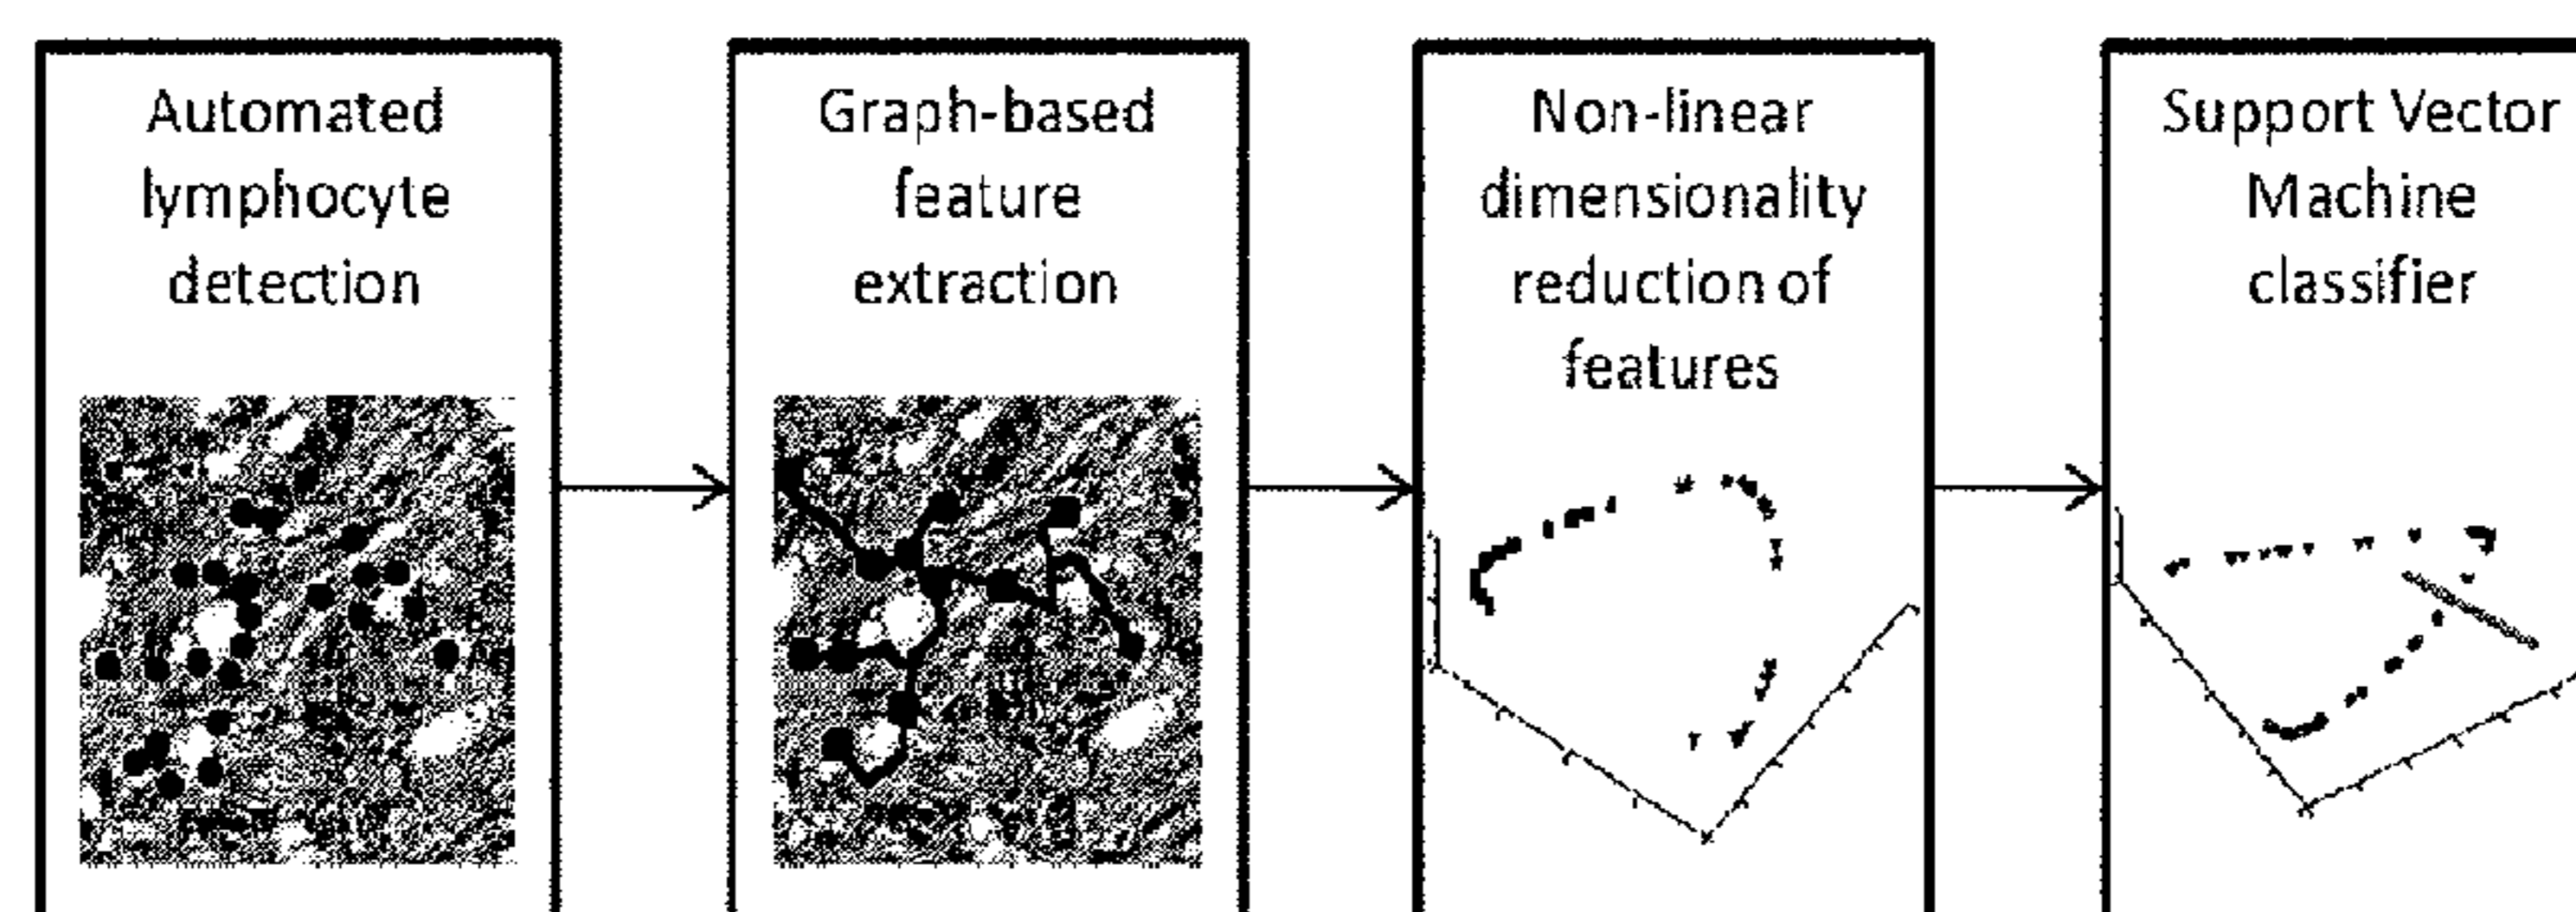 Automated
lymphocyte
detection
Graph-based
feature
extraction
Non-linear
dimensionality
reduction of
features
Support Vector
Machine
classifier